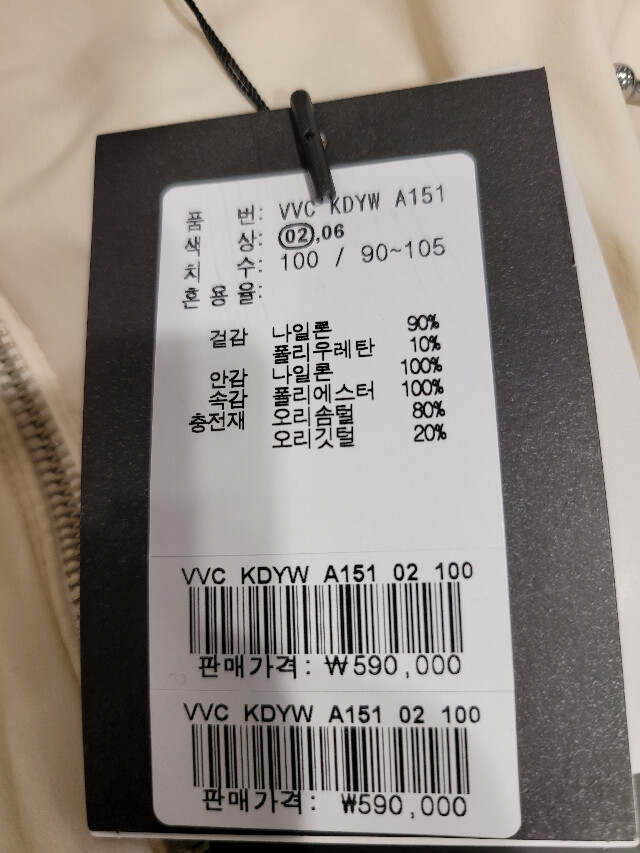 품 번: VVC KDYW A151
색 상: 02,06
치 수: 100 / 90~105
혼용율:
겉감 나일론 90%
폴리우레탄 10%
안감 나일론 100%
속감 폴리에스터 100%
충전재 오리솜털 80%
오리깃털 20%
VVC KDYW A151 02 100
판매가격: ₩590,000
VVC KDYW A151 02 100
판매가격: ₩590,000